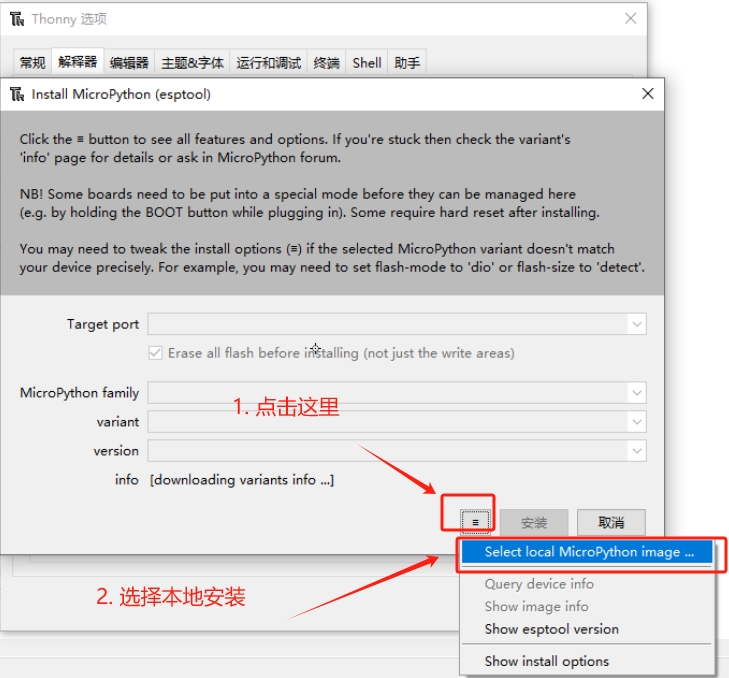 Thonny 选项
常规 解释器 编辑器 主题&字体 运行和调试 终端 Shell 助手
Install MicroPython (esptool)
Click the ≡ button to see all features and options. If you're stuck then check the variant's
'info' page for details or ask in MicroPython forum.
NB! Some boards need to be put into a special mode before they can be managed here
(e.g. by holding the BOOT button while plugging in). Some require hard reset after installing.
You may need to tweak the install options (≡) if the selected MicroPython variant doesn't match
your device precisely. For example, you may need to set flash-mode to 'dio' or flash-size to 'detect'.
Target port
Erase all flash before installing (not just the write areas)
MicroPython family
1. 点击这里
variant
version
info [downloading variants info ...]
≡ 安装 取消
Select local MicroPython image ...
Query device info
2. 选择本地安装
Show image info
Show esptool version
Show install options